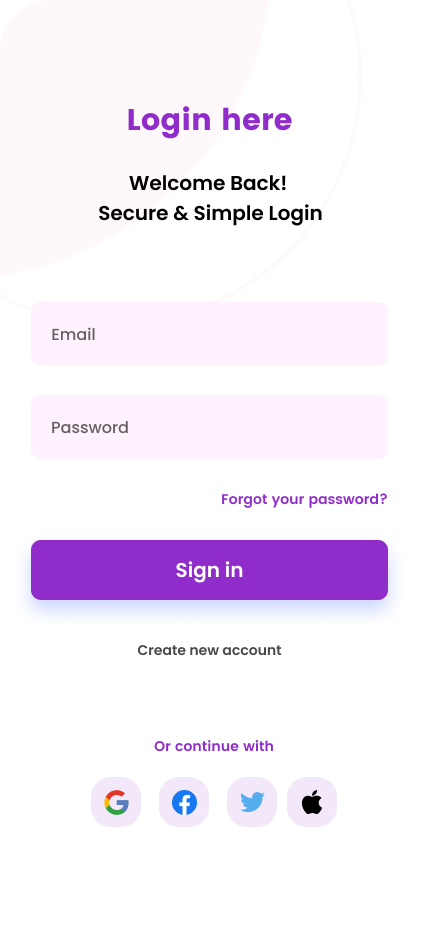 Login here
Welcome Back!
Secure & Simple Login
Email
Password
Forgot your password?
Sign in
Create new account
Or continue with